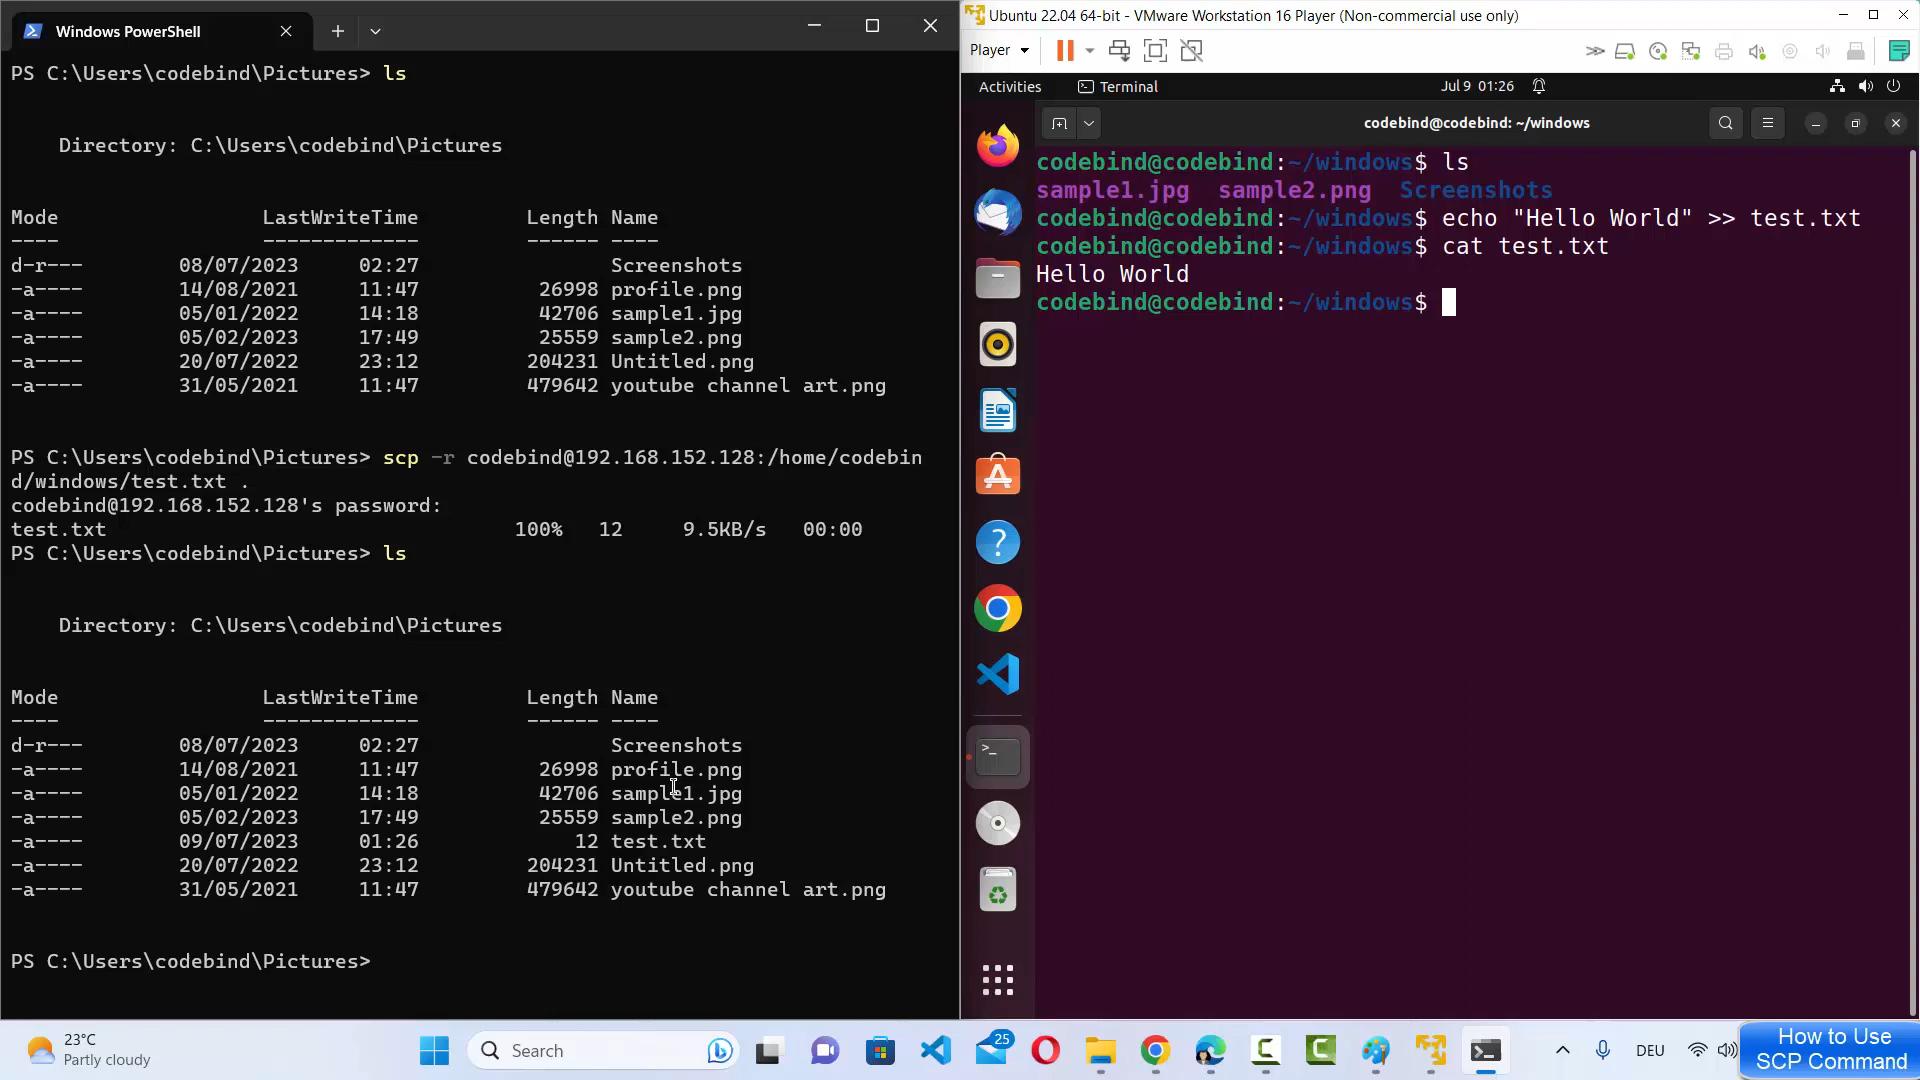 Windows PowerShell
PS C:\Users\codebind\Pictures> ls
Directory: C:\Users\codebind\Pictures
Mode LastWriteTime Length Name
---- ------------- ------ ----
d-r--- 08/07/2023 02:27 Screenshots
-a---- 14/08/2021 11:47 26998 profile.png
-a---- 05/01/2022 14:18 42706 sample1.jpg
-a---- 05/02/2023 17:49 25559 sample2.png
-a---- 20/07/2022 23:12 204231 Untitled.png
-a---- 31/05/2021 11:47 479642 youtube channel art.png
PS C:\Users\codebind\Pictures> scp -r codebind@192.168.152.128:/home/codebin
d/windows/test.txt .
codebind@192.168.152.128's password:
test.txt 100% 12 9.5KB/s 00:00
PS C:\Users\codebind\Pictures> ls
Directory: C:\Users\codebind\Pictures
Mode LastWriteTime Length Name
---- ------------- ------ ----
d-r--- 08/07/2023 02:27 Screenshots
-a---- 14/08/2021 11:47 26998 profile.png
-a---- 05/01/2022 14:18 42706 sample1.jpg
-a---- 05/02/2023 17:49 25559 sample2.png
-a---- 09/07/2023 01:26 12 test.txt
-a---- 20/07/2022 23:12 204231 Untitled.png
-a---- 31/05/2021 11:47 479642 youtube channel art.png
PS C:\Users\codebind\Pictures>
Ubuntu 22.04 64-bit - VMware Workstation 16 Player (Non-commercial use only)
Player
Activities Terminal Jul 9 01:26
codebind@codebind: ~/windows
codebind@codebind:~/windows$ ls
sample1.jpg sample2.png Screenshots
codebind@codebind:~/windows$ echo "Hello World" >> test.txt
codebind@codebind:~/windows$ cat test.txt
Hello World
codebind@codebind:~/windows$
23°C
Partly cloudy
Search
25
DEU
How to Use
SCP Command